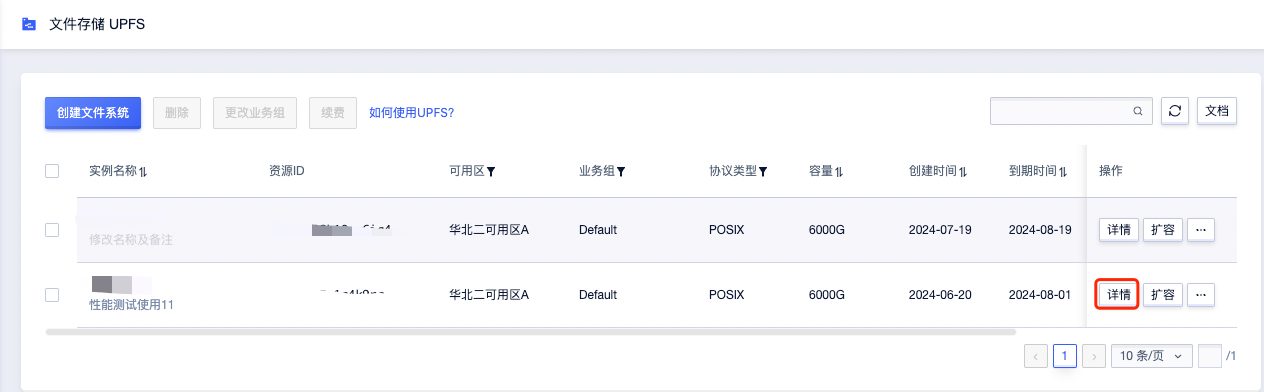 文件存储 UPFS
创建文件系统 删除 更改业务组 续费 如何使用UPFS? 文档
实例名称 资源ID 可用区 业务组 协议类型 容量 创建时间 到期时间 操作
修改名称及备注 华北二可用区A Default POSIX 6000G 2024-07-19 2024-08-19 详情 扩容 ...
性能测试使用11 华北二可用区A Default POSIX 6000G 2024-06-20 2024-08-01 详情 扩容 ...
1 10 条/页 /1